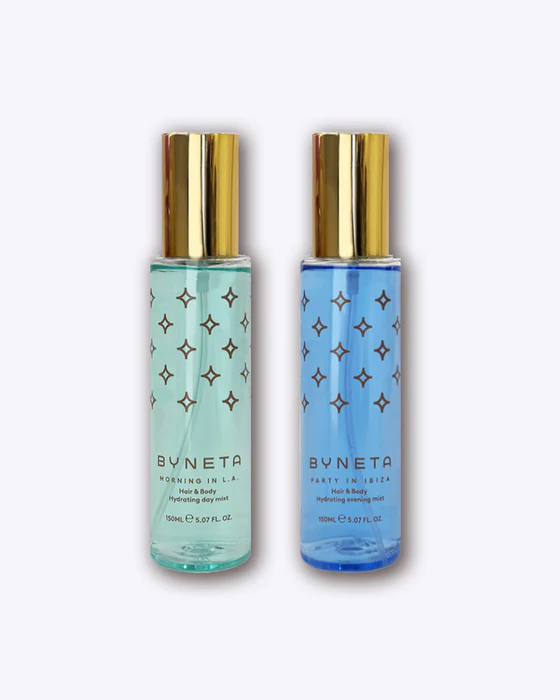 BYNETA
MORNING IN L.A.
Hair & Body
Hydrating day mist
150ML ℮ 5.07 FL. OZ.
BYNETA
PARTY IN IBIZA
Hair & Body
Hydrating evening mist
150ML ℮ 5.07 FL. OZ.